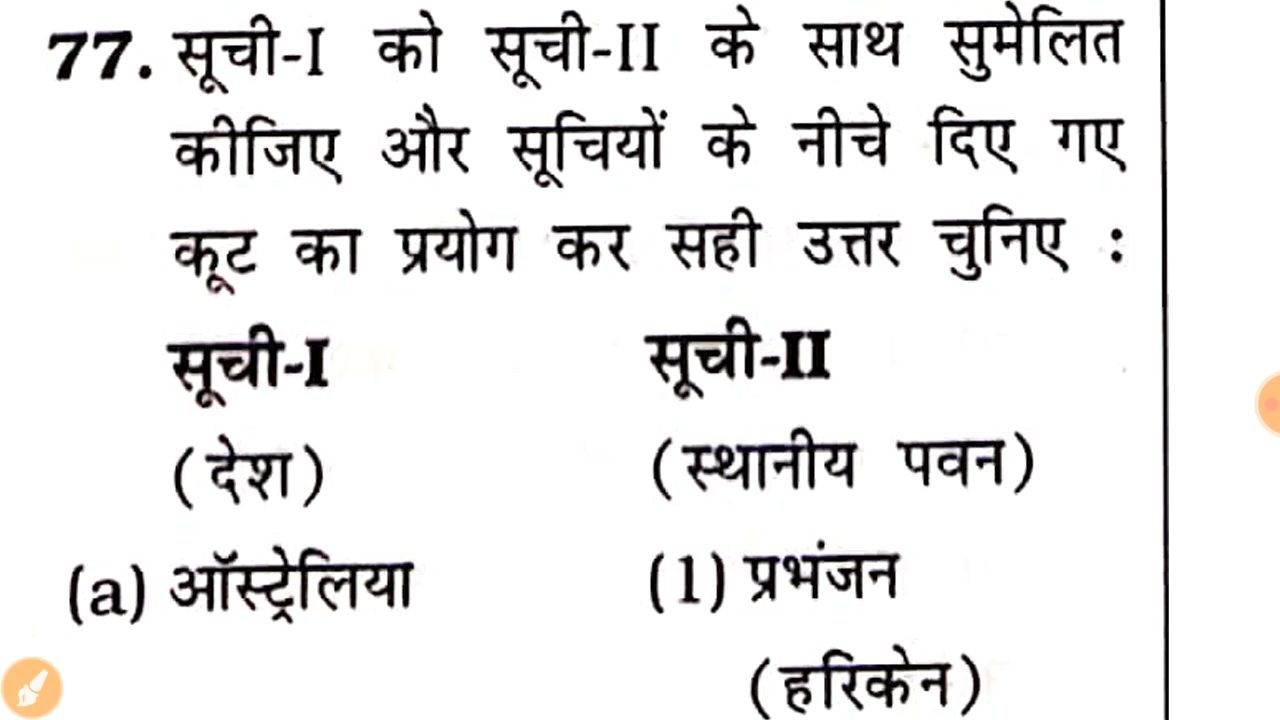 77. सूची-I को सूची-II के साथ सुमेलित
कीजिए और सूचियों के नीचे दिए गए
कूट का प्रयोग कर सही उत्तर चुनिए :
सूची-I सूची-II
(देश) (स्थानीय पवन)
(a) ऑस्ट्रेलिया (1) प्रभंजन
(हरिकेन)